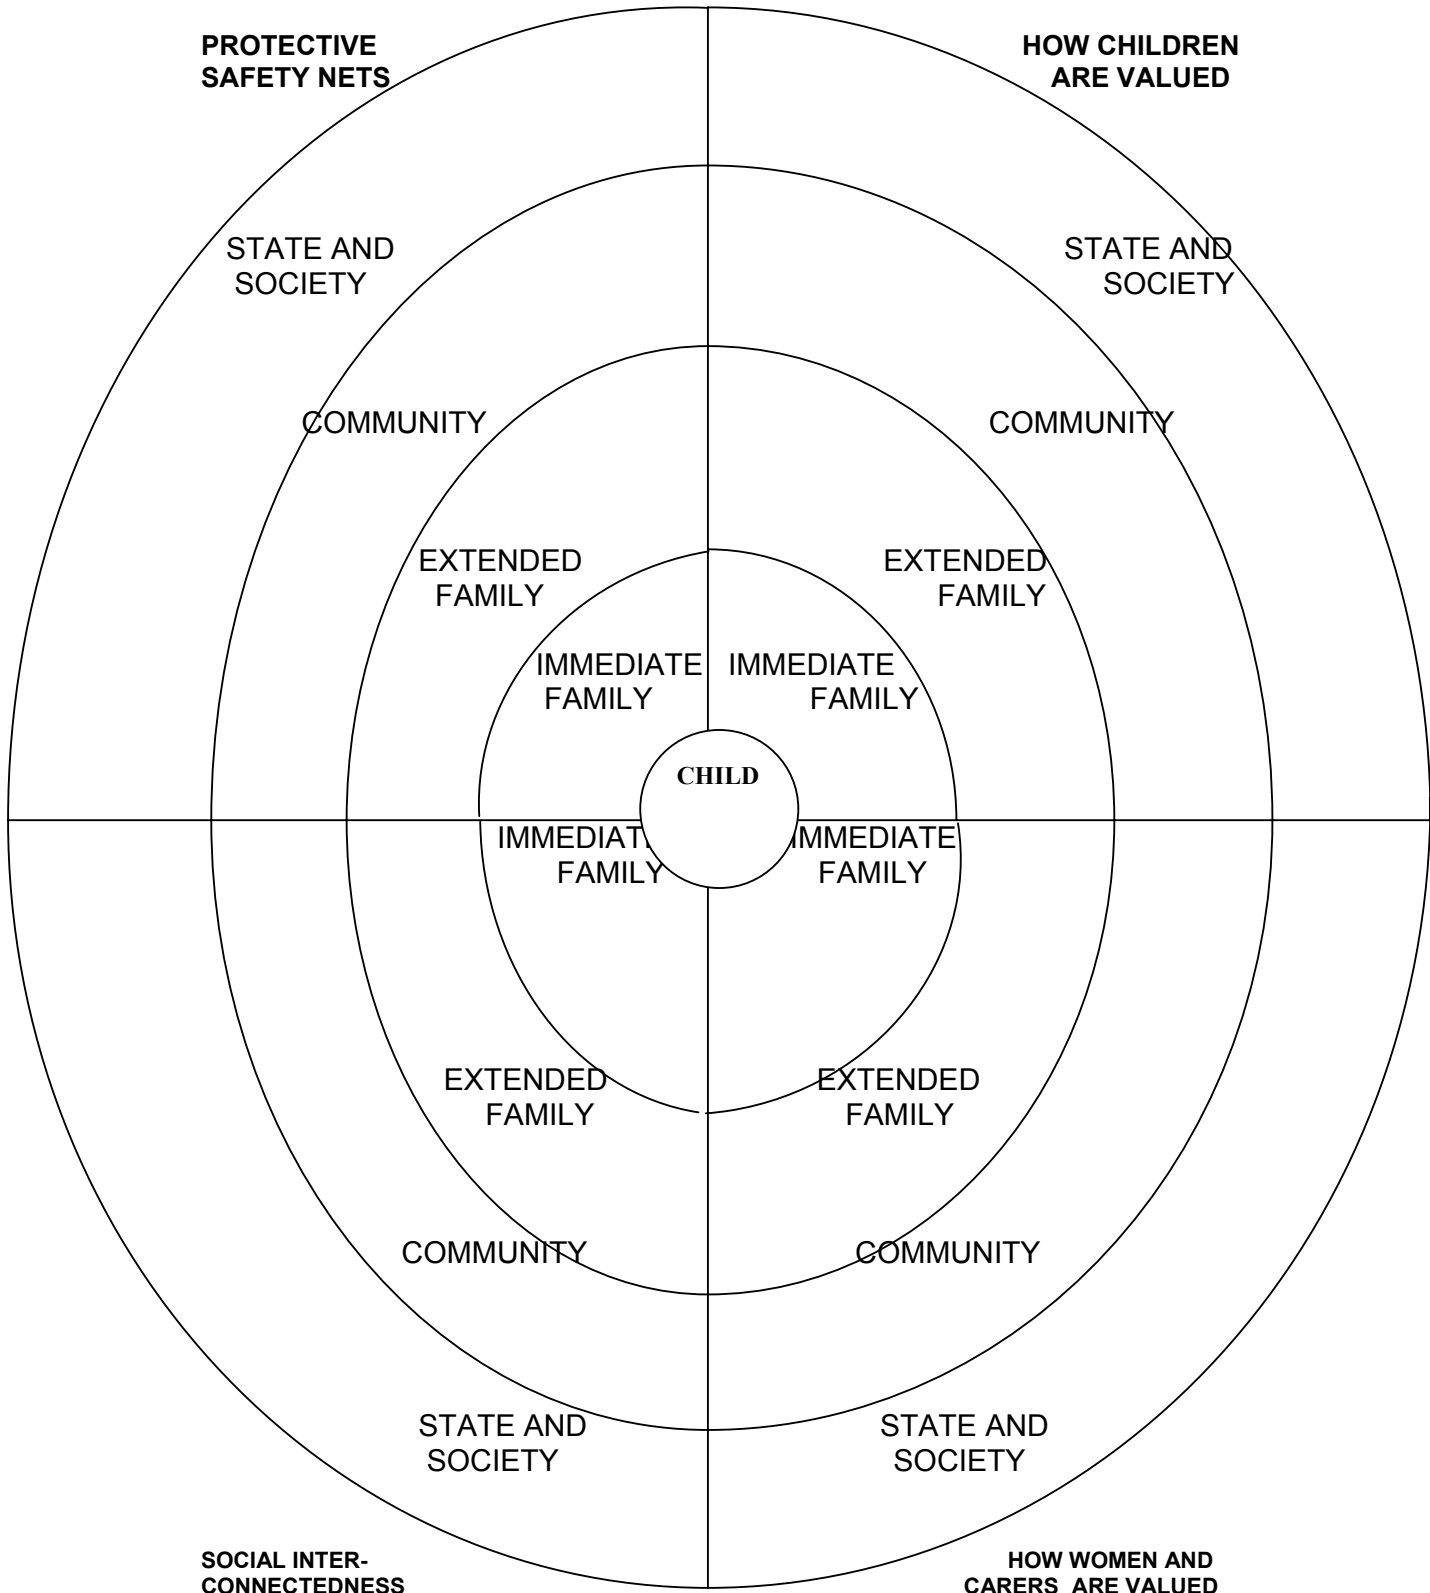 PROTECTIVE
SAFETY NETS
HOW CHILDREN
ARE VALUED
STATE AND
SOCIETY
STATE AND
SOCIETY
COMMUNITY
COMMUNITY
EXTENDED
FAMILY
EXTENDED
FAMILY
IMMEDIATE
FAMILY
IMMEDIATE
FAMILY
CHILD
IMMEDIATE
FAMILY
IMMEDIATE
FAMILY
EXTENDED
FAMILY
EXTENDED
FAMILY
COMMUNITY
COMMUNITY
STATE AND
SOCIETY
STATE AND
SOCIETY
SOCIAL INTER-
CONNECTEDNESS
HOW WOMEN AND
CARERS ARE VALUED